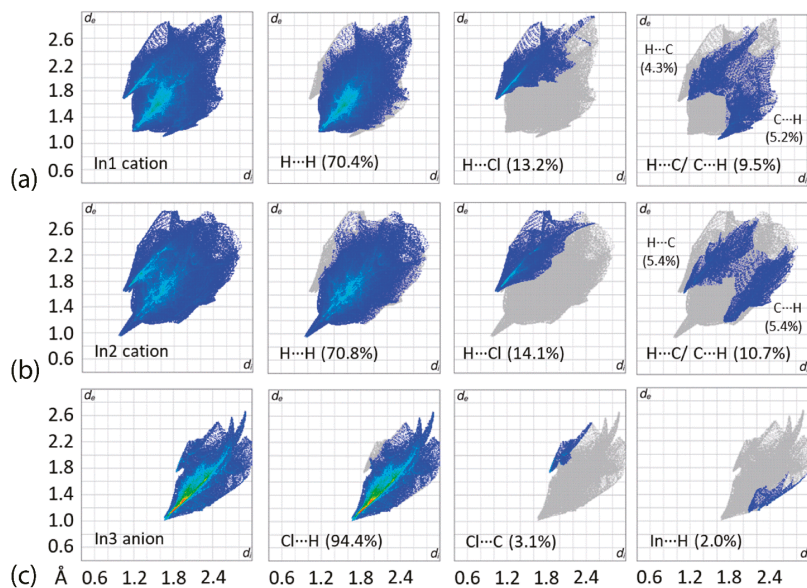 de de de de
2.6
2.2
1.8
1.4
1.0
0.6
H···C
(4.3%)
C···H
(5.2%)
In1 cation H···H (70.4%) H···Cl (13.2%) H···C/ C···H (9.5%)
di di di di
(a)
de de de de
2.6
2.2
1.8
1.4
1.0
0.6
H···C
(5.4%)
C···H
(5.4%)
In2 cation H···H (70.8%) H···Cl (14.1%) H···C/ C···H (10.7%)
di di di di
(b)
de de de de
2.6
2.2
1.8
1.4
1.0
0.6
In3 anion Cl···H (94.4%) Cl···C (3.1%) In···H (2.0%)
di di di di
(c) Å 0.6 1.2 1.8 2.4 0.6 1.2 1.8 2.4 0.6 1.2 1.8 2.4 0.6 1.2 1.8 2.4